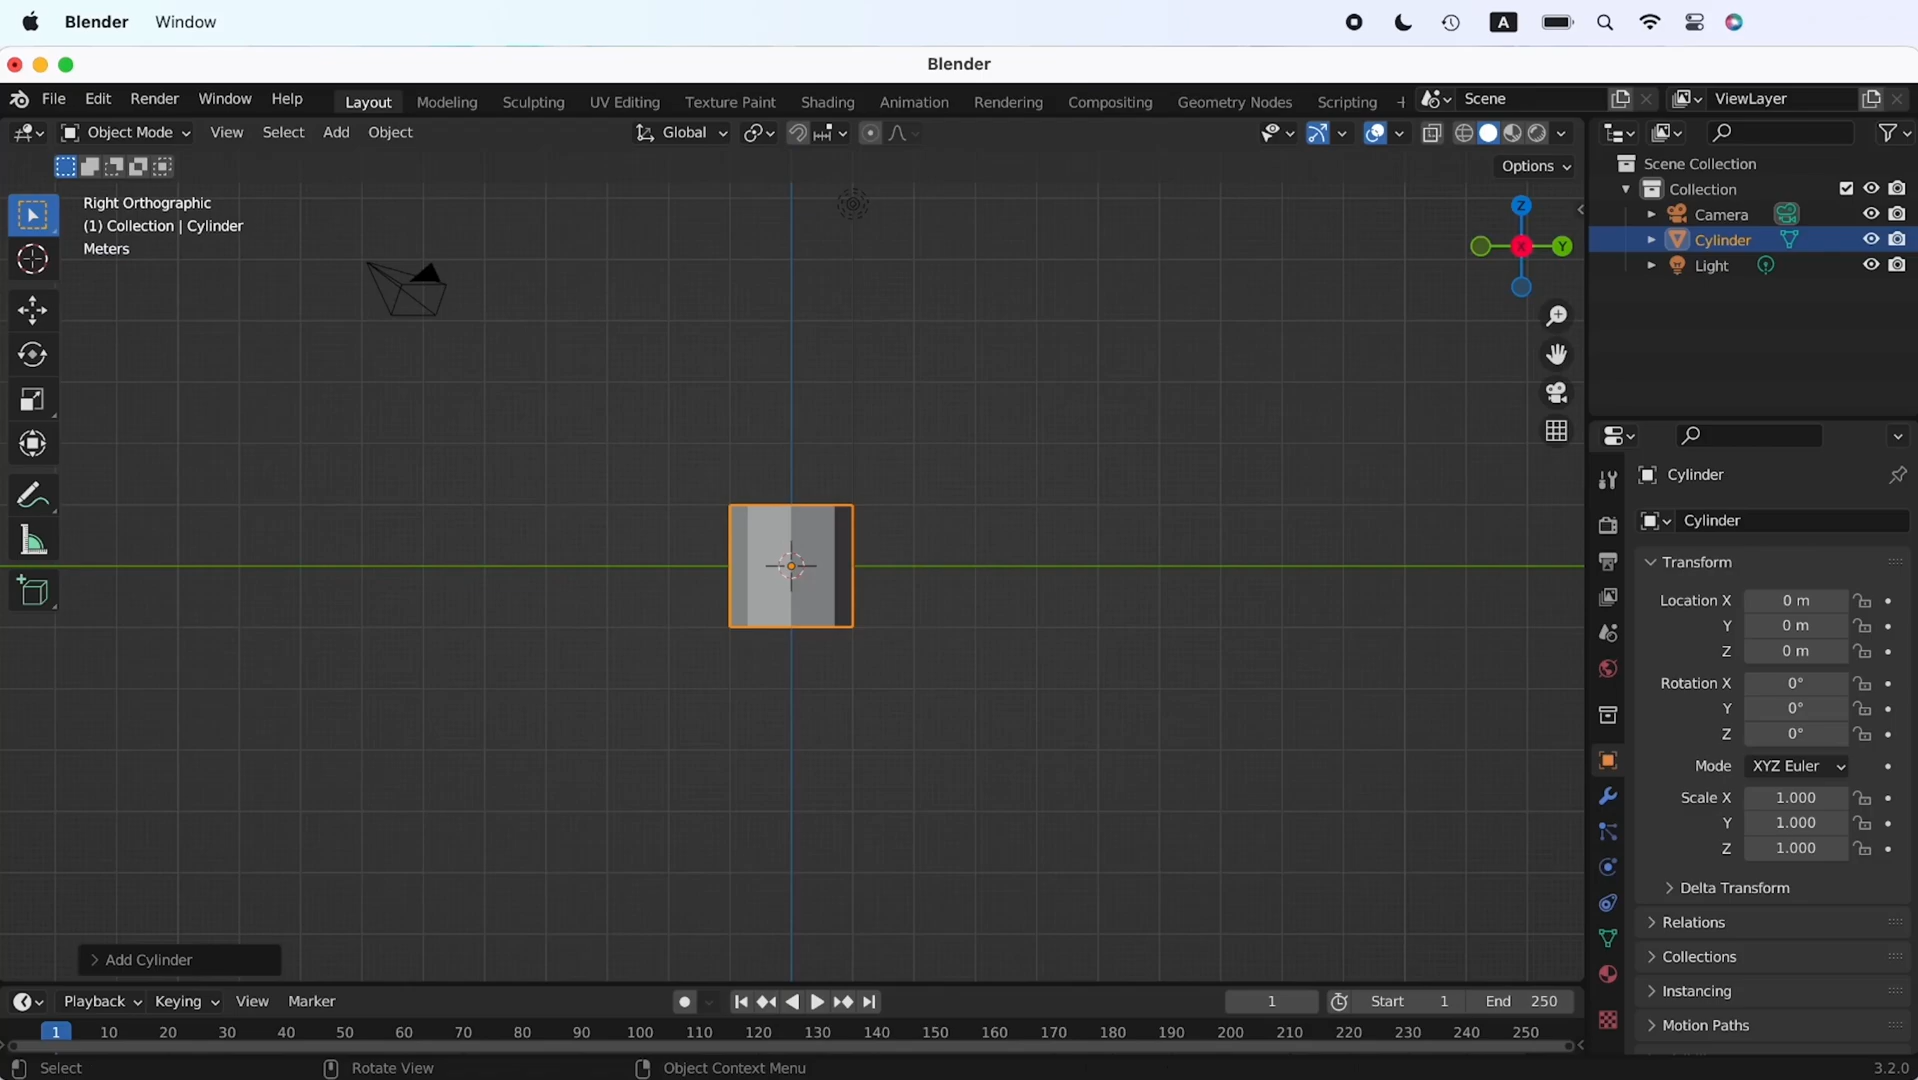 Blender Window A
Blender
File Edit Render Window Help Layout Modeling Sculpting UV Editing Texture Paint Shading Animation Rendering Compositing Geometry Nodes Scripting Scene ViewLayer
Object Mode View Select Add Object Global
Options
Right Orthographic
(1) Collection | Cylinder
Meters
Z
X Y
Scene Collection
Collection
Camera
Cylinder
Light
Cylinder
Cylinder
Transform
Location X 0 m
Y 0 m
Z 0 m
Rotation X 0°
Y 0°
Z 0°
Mode XYZ Euler
Scale X 1.000
Y 1.000
Z 1.000
Delta Transform
Relations
Collections
Instancing
Motion Paths
Add Cylinder
Playback Keying View Marker 1 Start 1 End 250
1 10 20 30 40 50 60 70 80 90 100 110 120 130 140 150 160 170 180 190 200 210 220 230 240 250
Select Rotate View Object Context Menu 3.2.0